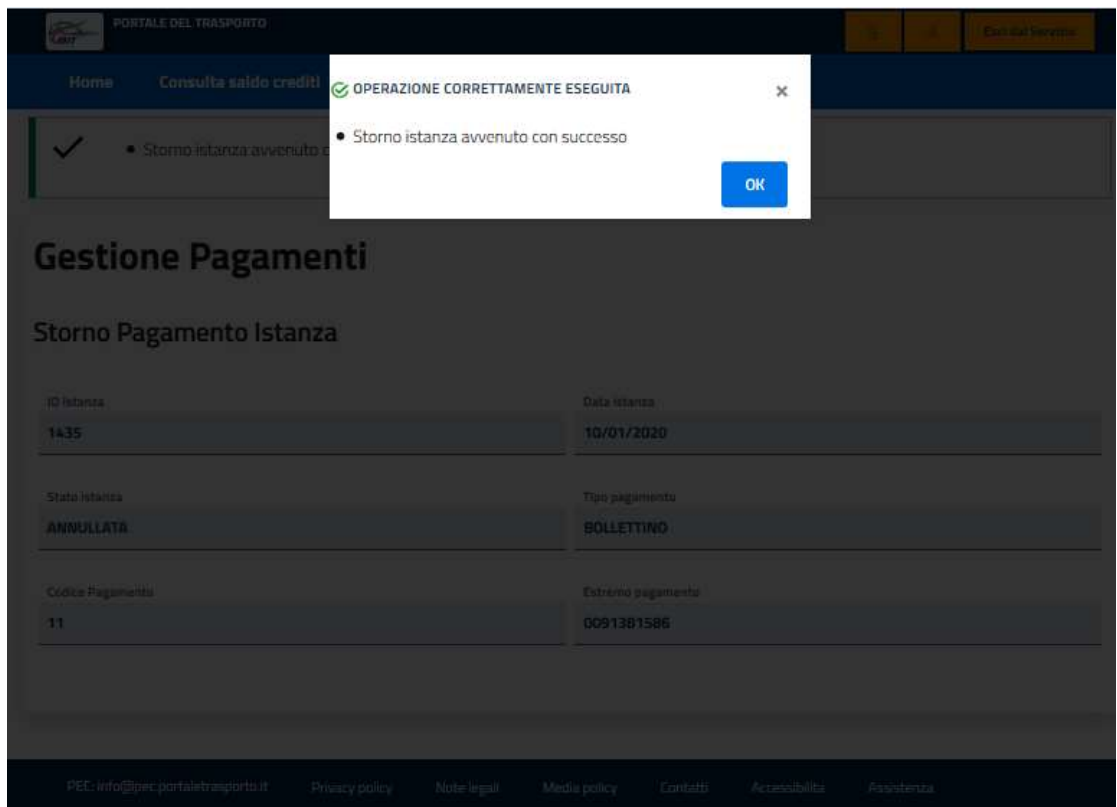 PORTALE DEL TRASPORTO
Esci dal Servizio
Home Consulta saldo crediti
OPERAZIONE CORRETTAMENTE ESEGUITA ×
• Storno istanza avvenuto con successo
OK
• Storno istanza avvenuto
Gestione Pagamenti
Storno Pagamento Istanza
ID Istanza Data istanza
1435 10/01/2020
Stato istanza Tipo pagamento
ANNULLATA BOLLETTINO
Codice Pagamento Estremo pagamento
11 0091381586
PEC: info@pec.portaletrasporto.it Privacy policy Note legali Media policy Contatti Accessibilita Assistenza